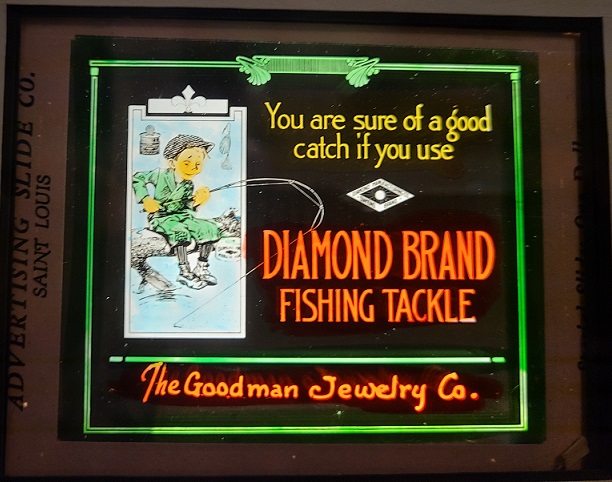 You are sure of a good
catch if you use
DIAMOND BRAND
FISHING TACKLE
The Goodman Jewelry Co.
ADVERTISING SLIDE CO.
SAINT LOUIS